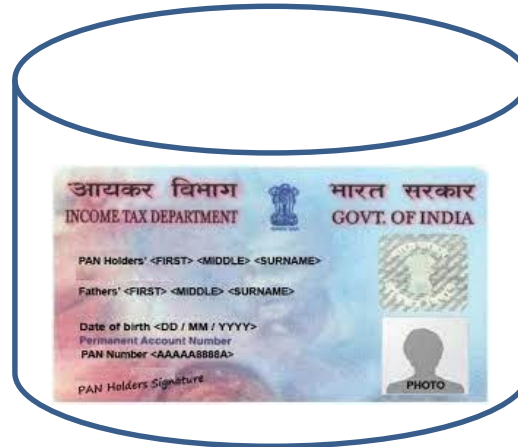 आयकर विभाग
भारत सरकार
INCOME TAX DEPARTMENT
GOVT. OF INDIA
PAN Holders' <FIRST> <MIDDLE> <SURNAME>
Fathers' <FIRST> <MIDDLE> <SURNAME>
Date of birth <DD / MM / YYYY>
Permanent Account Number
PAN Number <AAAAA8888A>
PAN Holders Signature
PHOTO